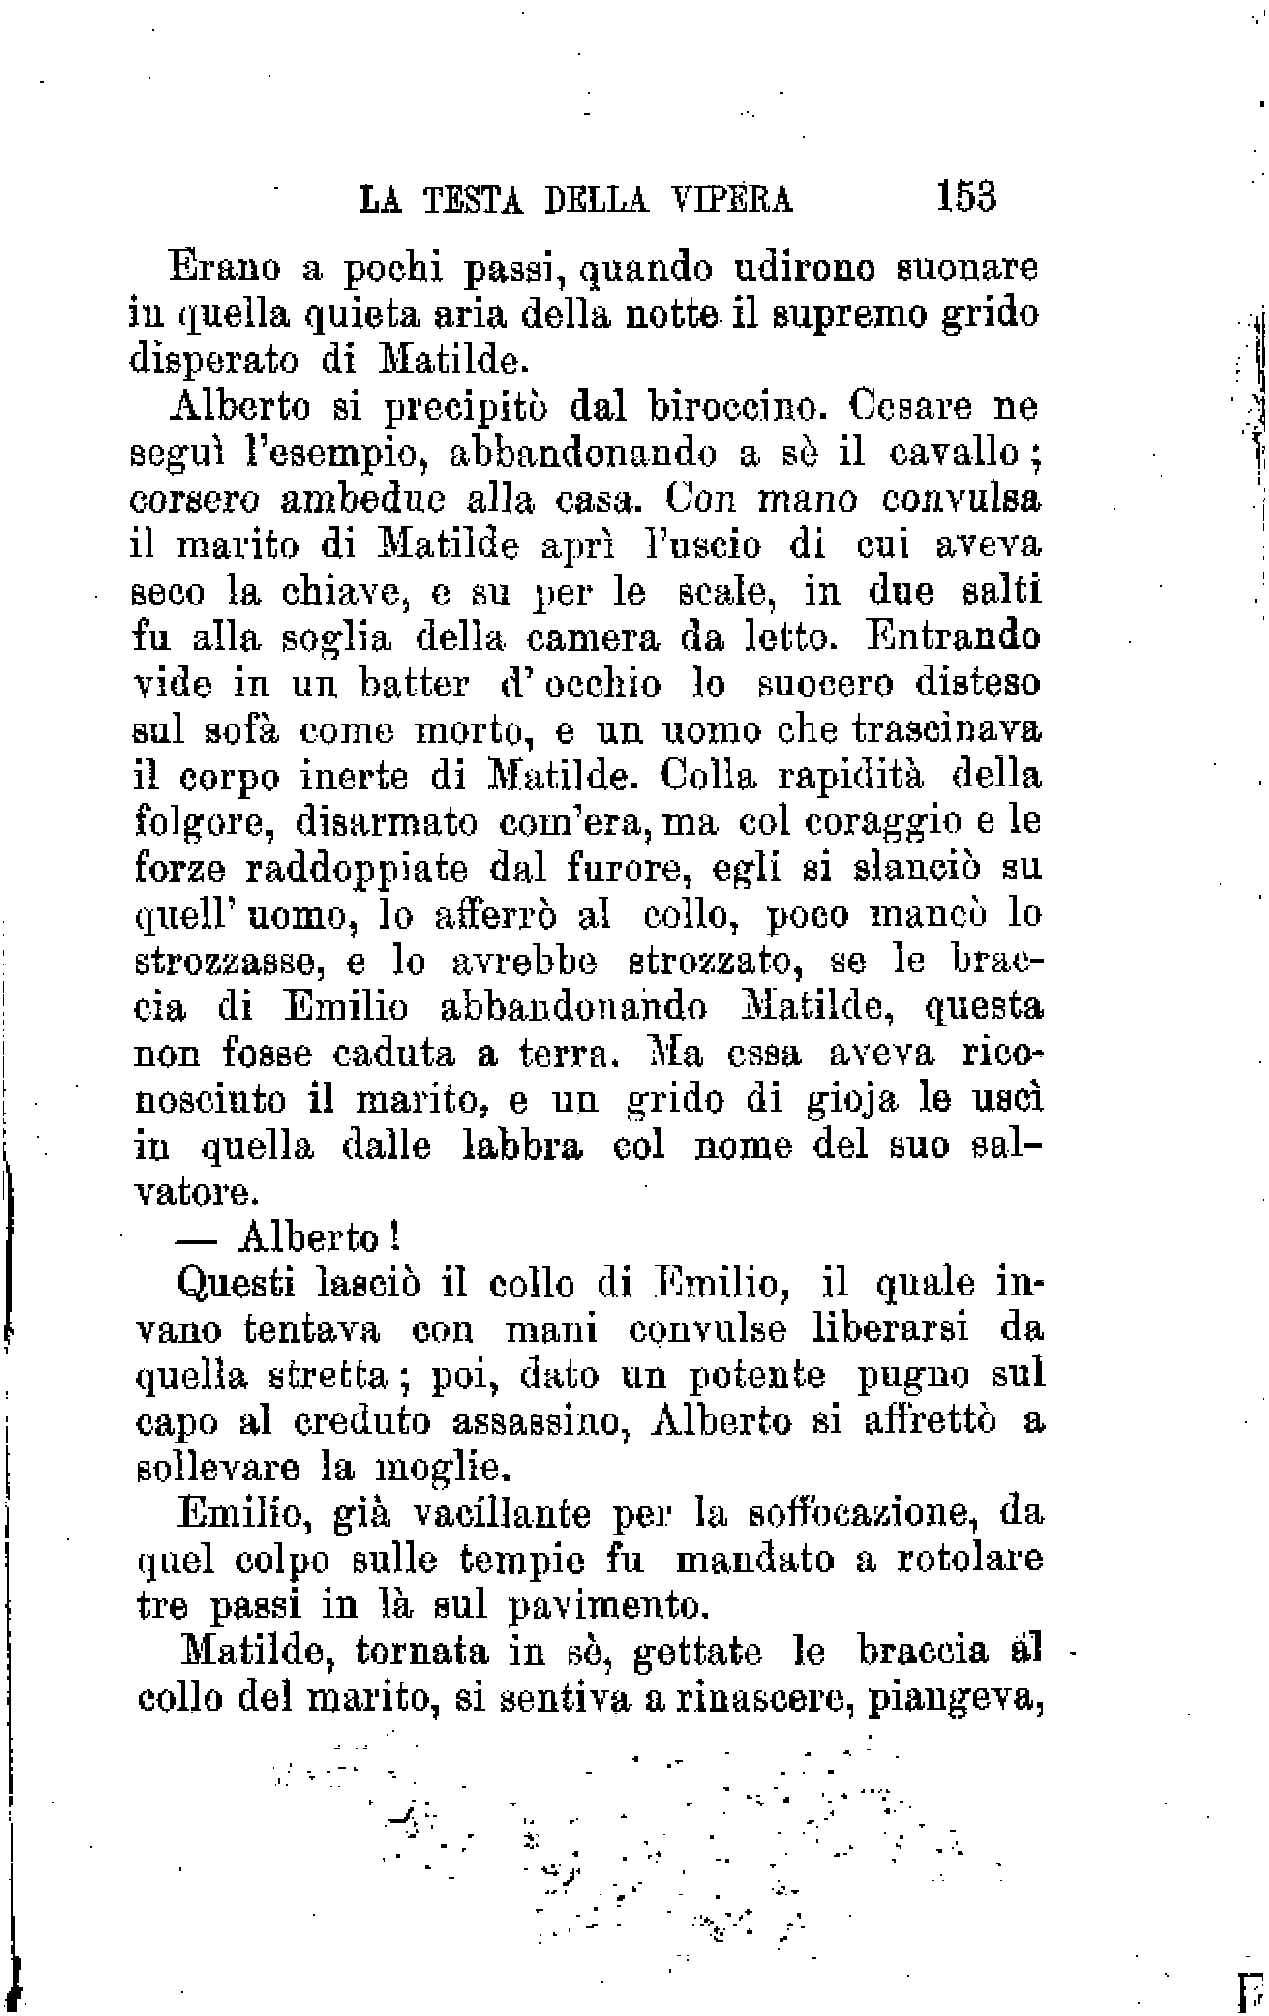 LA TESTA DELLA VIPERA 153
Erano a pochi passi, quando udirono suonare
in quella quieta aria della notte il supremo grido
disperato di Matilde.
Alberto si precipitò dal biroccino. Cesare ne
seguì l'esempio, abbandonando a sè il cavallo;
corsero ambedue alla casa. Con mano convulsa
il marito di Matilde aprì l'uscio di cui aveva
seco la chiave, e su per le scale, in due salti
fu alla soglia della camera da letto. Entrando
vide in un batter d'occhio lo suocero disteso
sul sofà come morto, e un uomo che trascinava
il corpo inerte di Matilde. Colla rapidità della
folgore, disarmato com'era, ma col coraggio e le
forze raddoppiate dal furore, egli si slanciò su
quell'uomo, lo afferrò al collo, poco mancò lo
strozzasse, e lo avrebbe strozzato, se le brac-
cia di Emilio abbandonando Matilde, questa
non fosse caduta a terra. Ma essa aveva rico-
nosciuto il marito, e un grido di gioja le uscì
in quella dalle labbra col nome del suo sal-
vatore.
— Alberto!
Questi lasciò il collo di Emilio, il quale in-
vano tentava con mani convulse liberarsi da
quella stretta; poi, dato un potente pugno sul
capo al creduto assassino, Alberto si affrettò a
sollevare la moglie.
Emilio, già vacillante per la soffocazione, da
quel colpo sulle tempie fu mandato a rotolare
tre passi in là sul pavimento.
Matilde, tornata in sè, gettate le braccia al
collo del marito, si sentiva a rinascere, piangeva,